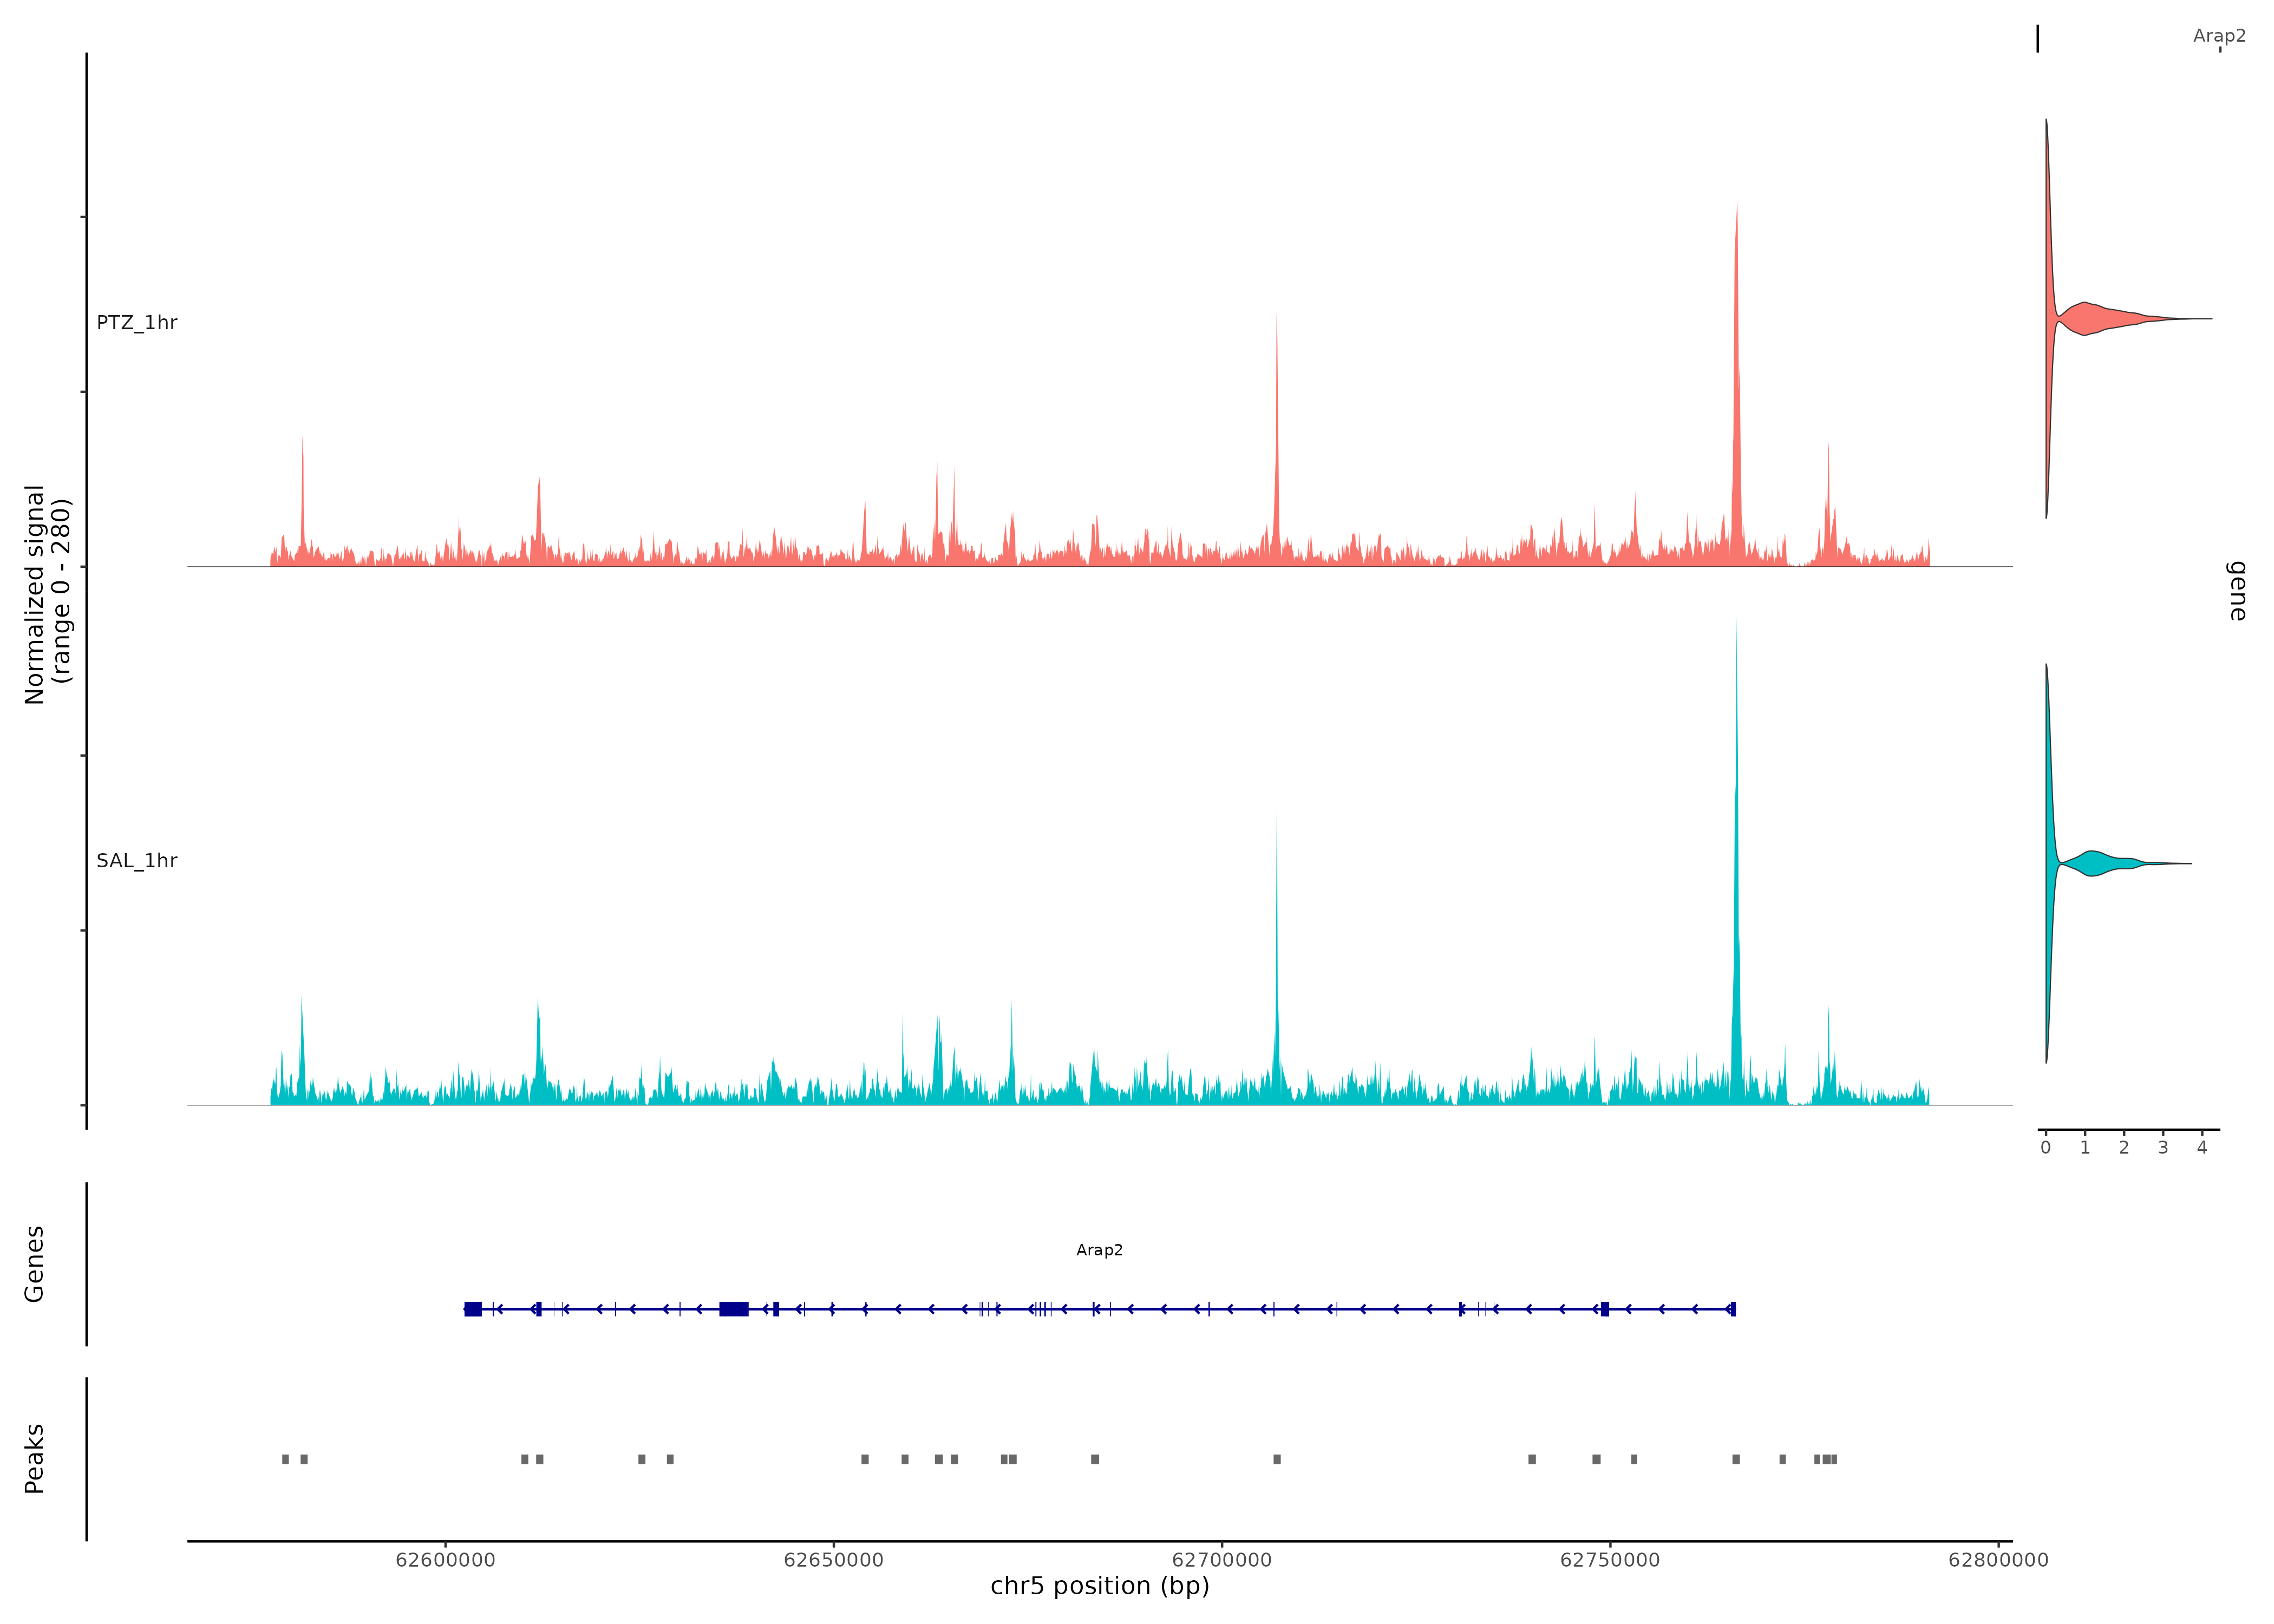 Arap2
Normalized signal
(range 0 - 280)
PTZ_1hr
SAL_1hr
gene
0 1 2 3 4
Genes
Arap2
Peaks
62600000 62650000 62700000 62750000 62800000
chr5 position (bp)